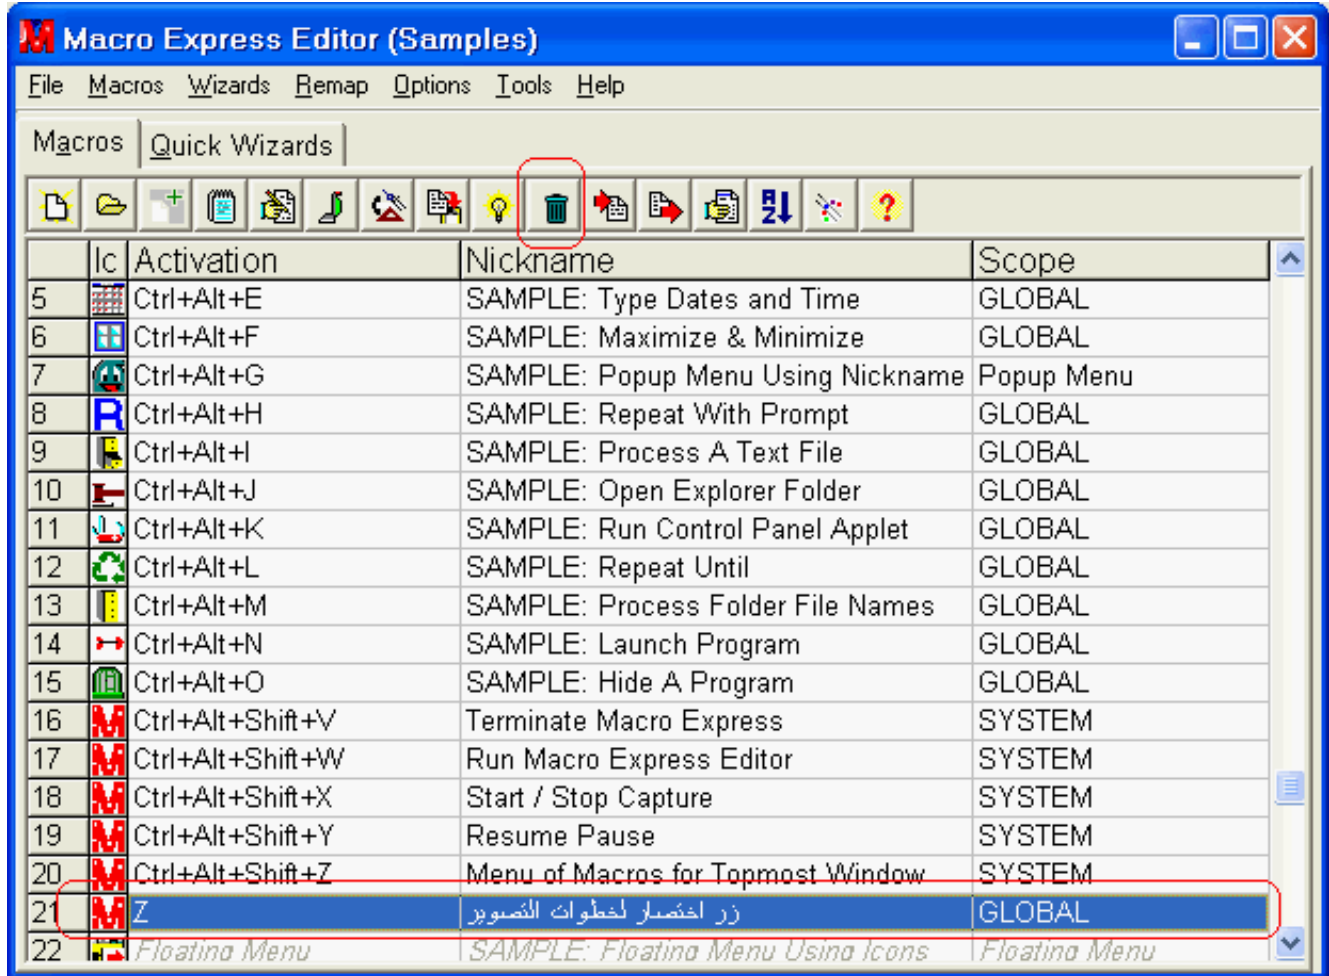 Macro Express Editor (Samples)
File Macros Wizards Remap Options Tools Help
Macros Quick Wizards
Ic Activation Nickname Scope
5 Ctrl+Alt+E SAMPLE: Type Dates and Time GLOBAL
6 Ctrl+Alt+F SAMPLE: Maximize & Minimize GLOBAL
7 Ctrl+Alt+G SAMPLE: Popup Menu Using Nickname Popup Menu
8 Ctrl+Alt+H SAMPLE: Repeat With Prompt GLOBAL
9 Ctrl+Alt+I SAMPLE: Process A Text File GLOBAL
10 Ctrl+Alt+J SAMPLE: Open Explorer Folder GLOBAL
11 Ctrl+Alt+K SAMPLE: Run Control Panel Applet GLOBAL
12 Ctrl+Alt+L SAMPLE: Repeat Until GLOBAL
13 Ctrl+Alt+M SAMPLE: Process Folder File Names GLOBAL
14 Ctrl+Alt+N SAMPLE: Launch Program GLOBAL
15 Ctrl+Alt+O SAMPLE: Hide A Program GLOBAL
16 Ctrl+Alt+Shift+V Terminate Macro Express SYSTEM
17 Ctrl+Alt+Shift+W Run Macro Express Editor SYSTEM
18 Ctrl+Alt+Shift+X Start / Stop Capture SYSTEM
19 Ctrl+Alt+Shift+Y Resume Pause SYSTEM
20 Ctrl+Alt+Shift+Z Menu of Macros for Topmost Window SYSTEM
21 Z زر اختصار لخطوات التصوير GLOBAL
22 Floating Menu SAMPLE: Floating Menu Using Icons Floating Menu